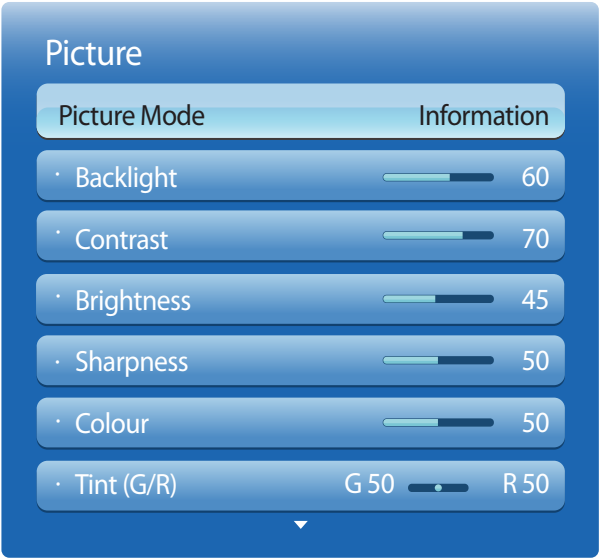 Picture
Picture Mode Information
· Backlight 60
· Contrast 70
· Brightness 45
· Sharpness 50
· Colour 50
· Tint (G/R) G 50 R 50